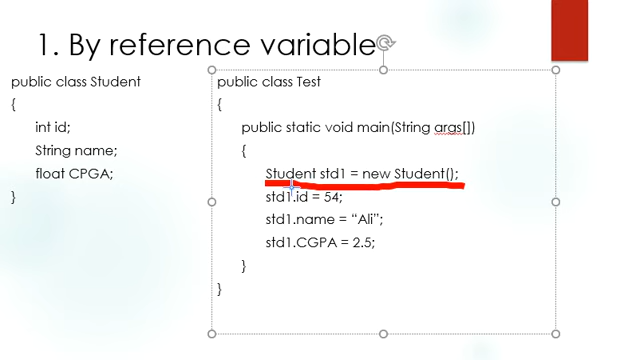 1. By reference variable
public class Student
{
int id;
String name;
float CPGA;
}
public class Test
{
public static void main(String args[])
{
Student std1 = new Student();
std1.id = 54;
std1.name = “Ali”;
std1.CGPA = 2.5;
}
}